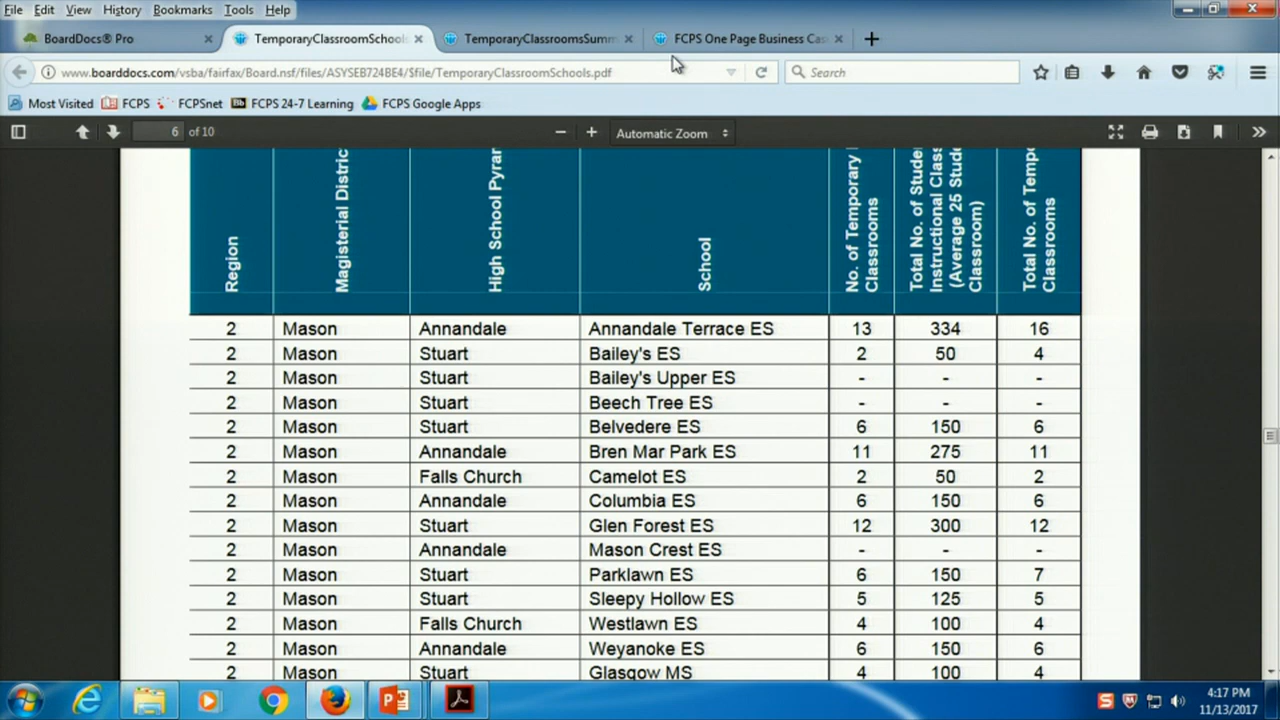 File Edit View History Bookmarks Tools Help
BoardDocs® Pro TemporaryClassroomSchools TemporaryClassroomsSumm FCPS One Page Business Cas
www.boarddocs.com/vsba/fairfax/Board.nsf/files/ASYSEB724BE4/$file/TemporaryClassroomSchools.pdf Search
Most Visited FCPS FCPSnet Bb FCPS 24-7 Learning FCPS Google Apps
6 of 10 Automatic Zoom
Region
Magisterial Distric
High School Pyra
School
No. of Temporary
Classrooms
Total No. of Stude
Instructional Class
(Average 25 Stude
Classroom)
Total No. of Tempo
Classrooms
2 Mason Annandale Annandale Terrace ES 13 334 16
2 Mason Stuart Bailey's ES 2 50 4
2 Mason Stuart Bailey's Upper ES - - -
2 Mason Stuart Beech Tree ES - - -
2 Mason Stuart Belvedere ES 6 150 6
2 Mason Annandale Bren Mar Park ES 11 275 11
2 Mason Falls Church Camelot ES 2 50 2
2 Mason Annandale Columbia ES 6 150 6
2 Mason Stuart Glen Forest ES 12 300 12
2 Mason Annandale Mason Crest ES - - -
2 Mason Stuart Parklawn ES 6 150 7
2 Mason Stuart Sleepy Hollow ES 5 125 5
2 Mason Falls Church Westlawn ES 4 100 4
2 Mason Annandale Weyanoke ES 6 150 6
2 Mason Stuart Glasgow MS 4 100 4
4:17 PM
11/13/2017